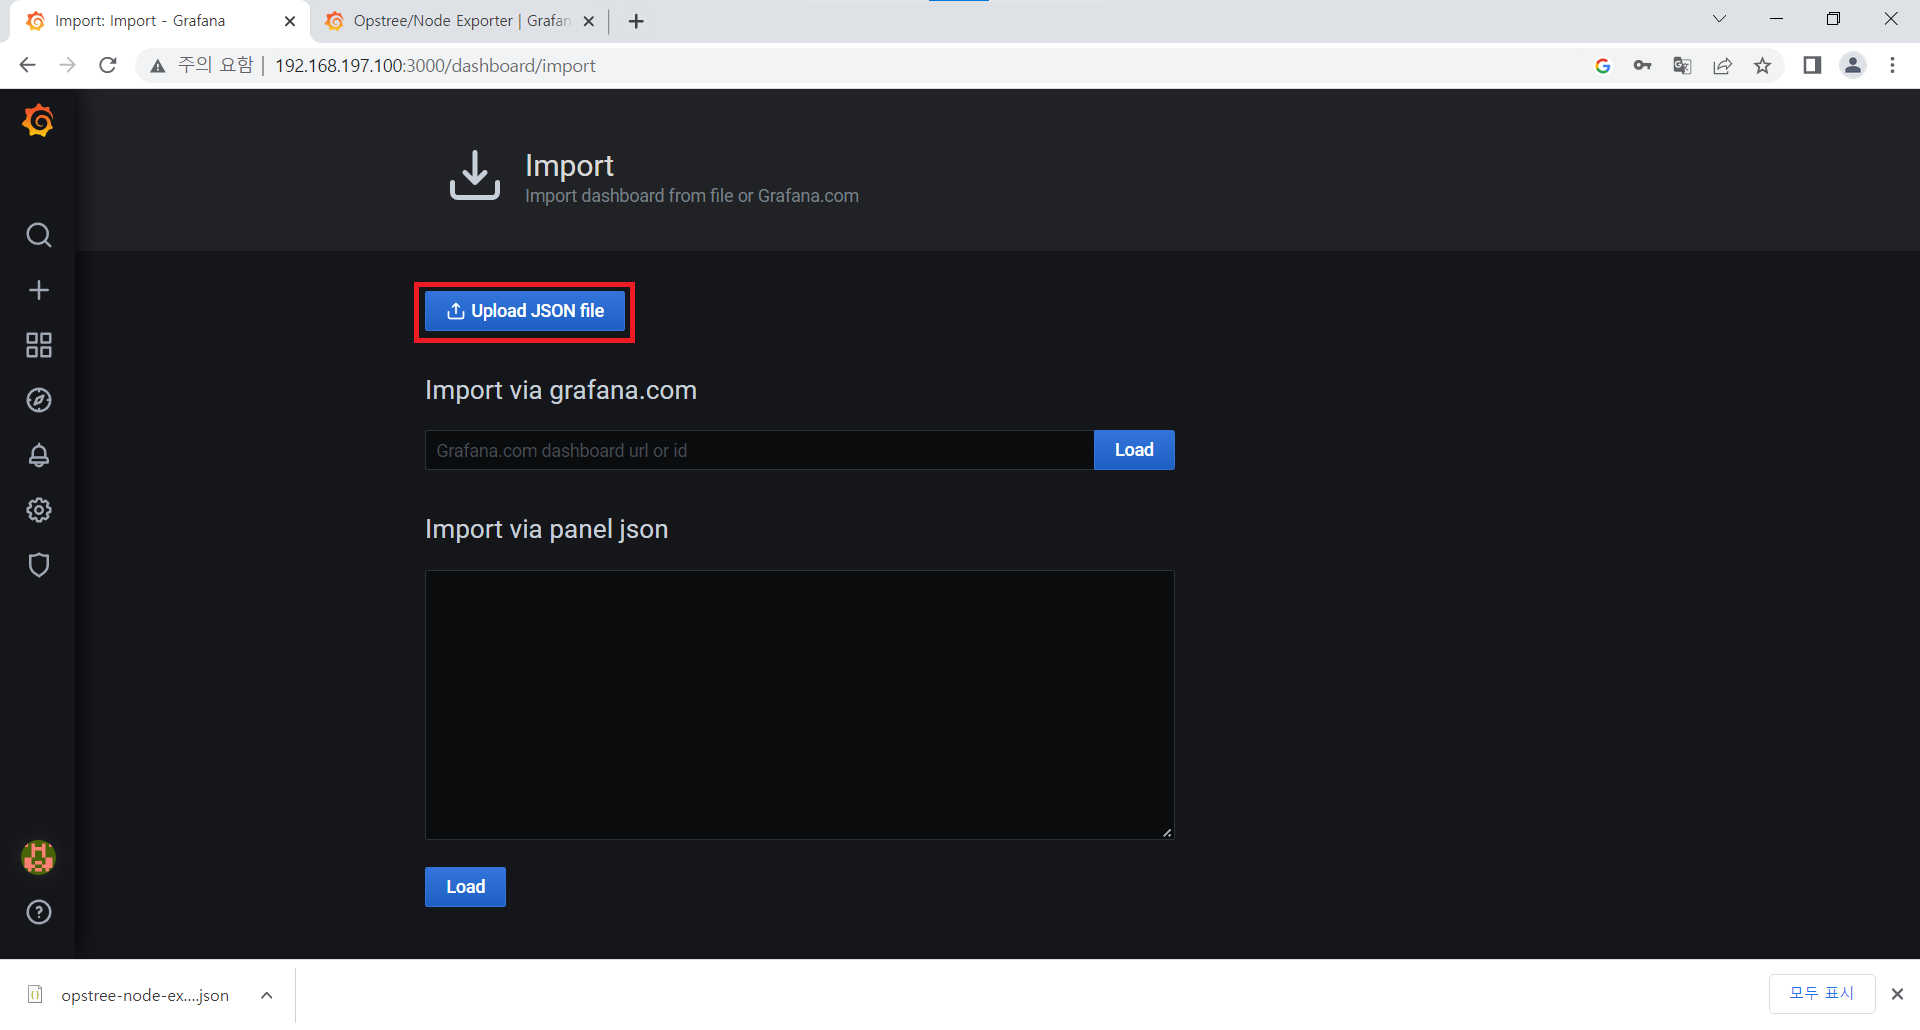 Import: Import - Grafana
Opstree/Node Exporter | Grafan
주의 요함 | 192.168.197.100:3000/dashboard/import
Import
Import dashboard from file or Grafana.com
Upload JSON file
Import via grafana.com
Grafana.com dashboard url or id
Load
Import via panel json
Load
opstree-node-ex....json
모두 표시